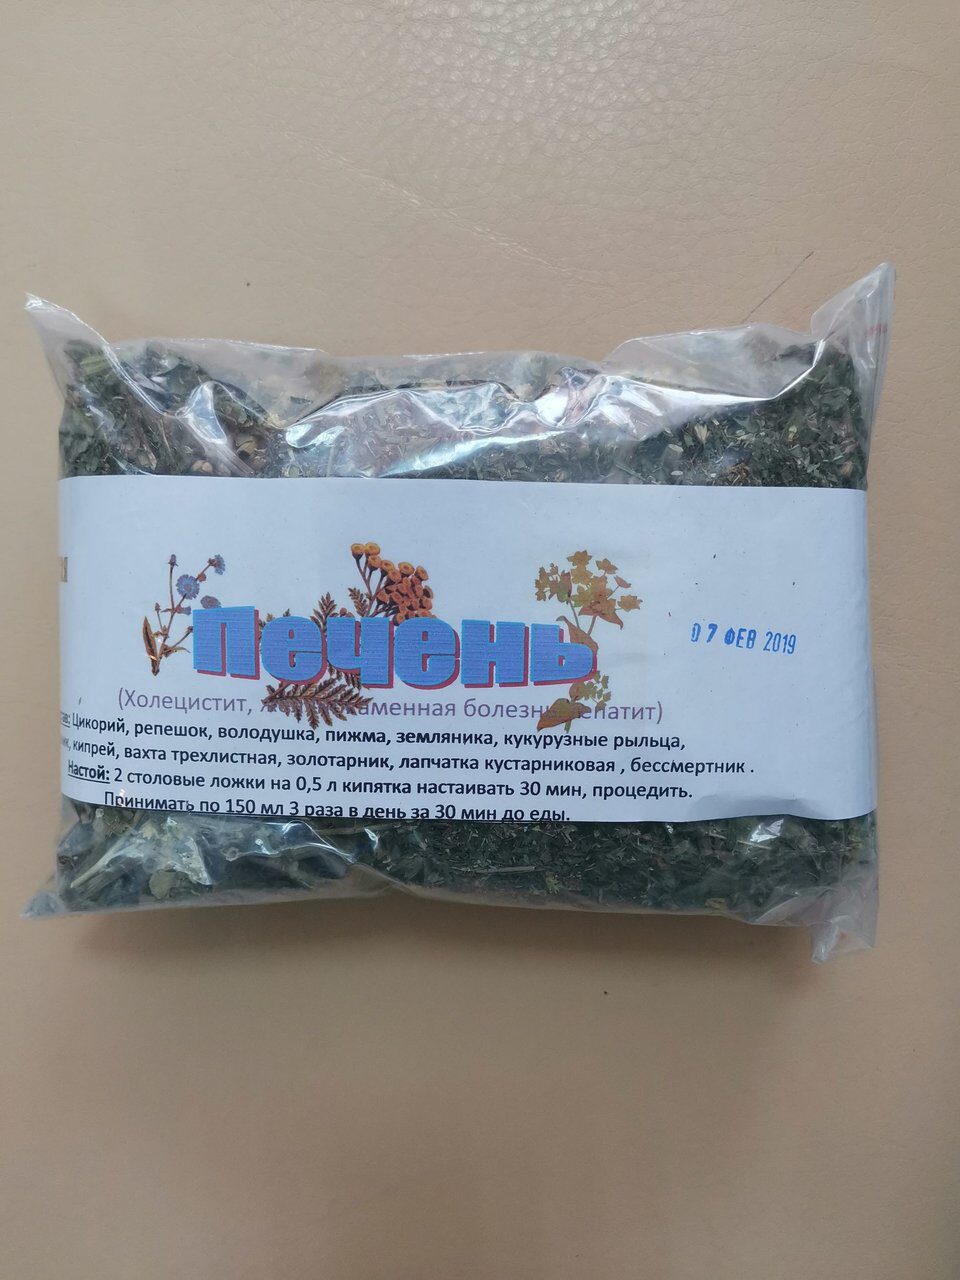 Печень
07 ФЕВ 2019
(Холецистит, болезнь, гепатит)
Цикорий, репешок, володушка, пижма, земляника, кукурузные рыльца,
кипрей, вахта трехлистная, золотарник, лапчатка кустарниковая , бессмертник .
Настой: 2 столовые ложки на 0,5 л кипятка настаивать 30 мин, процедить.
Принимать по 150 мл 3 раза в день за 30 мин до еды.